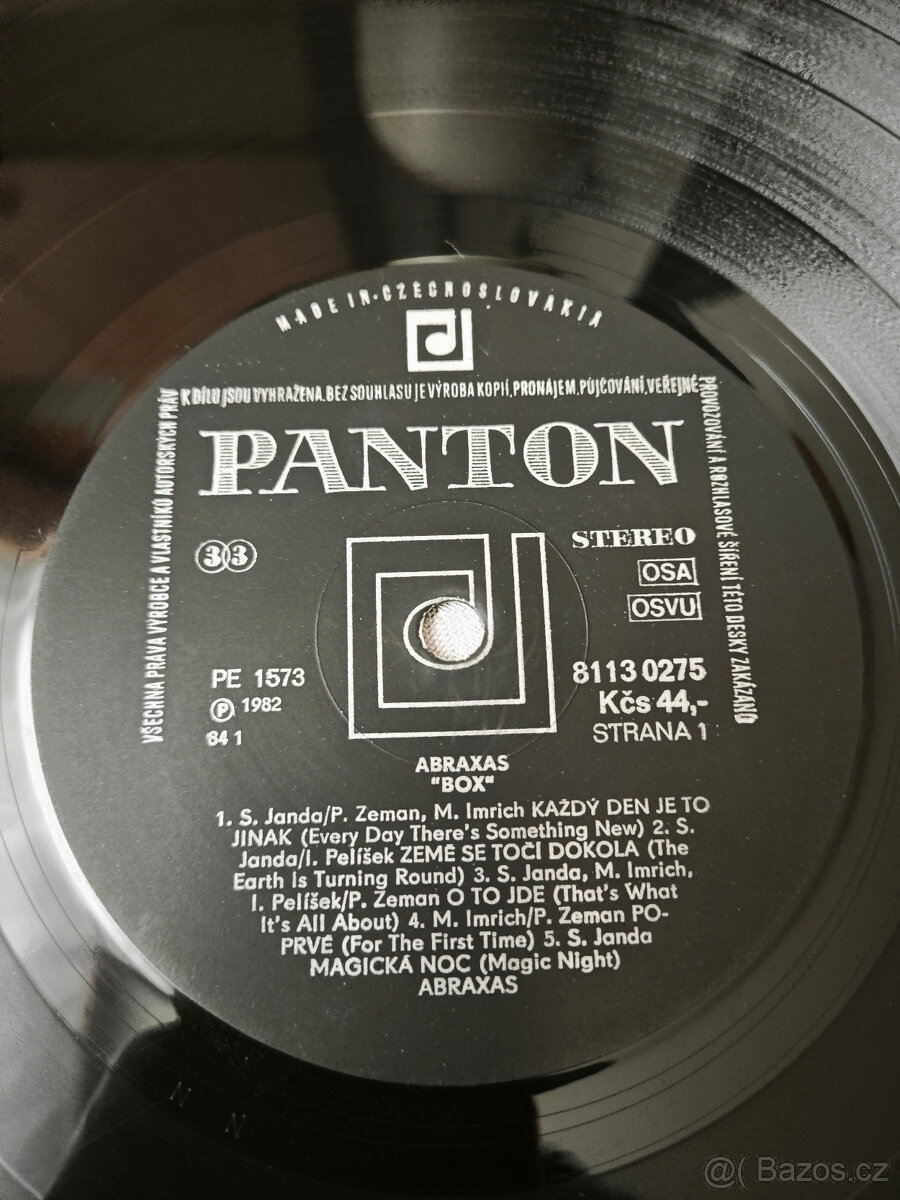 MADE IN·CZECHOSLOVAKIA
VŠECHNA PRÁVA VÝROBCE A VLASTNÍKŮ AUTORSKÝCH PRÁV
K DÍLU JSOU VYHRAŽENA. BEZ SOUHLASU JE VÝROBA KOPIÍ, PRONÁJEM, PŮJČOVÁNÍ, VEŘEJNÉ
PROVOZOVÁNÍ A ROZHLASOVÉ ŠÍŘENÍ TÉTO DESKY ZAKÁZÁNO
PANTON
33
STEREO
OSA
OSVU
PE 1573
8113 0275
Ⓟ 1982
Kčs 44,-
84 1
STRANA 1
ABRAXAS
"BOX"
1. S. Janda/P. Zeman, M. Imrich KAŽDÝ DEN JE TO
JINAK (Every Day There's Something New) 2. S.
Janda/I. Pelíšek ZEMĚ SE TOČÍ DOKOLA (The
Earth Is Turning Round) 3. S. Janda, M. Imrich,
I. Pelíšek/P. Zeman O TO JDE (That's What
It's All About) 4. M. Imrich/P. Zeman PO-
PRVÉ (For The First Time) 5. S. Janda
MAGICKÁ NOC (Magic Night)
ABRAXAS
N N
@( Bazos.cz